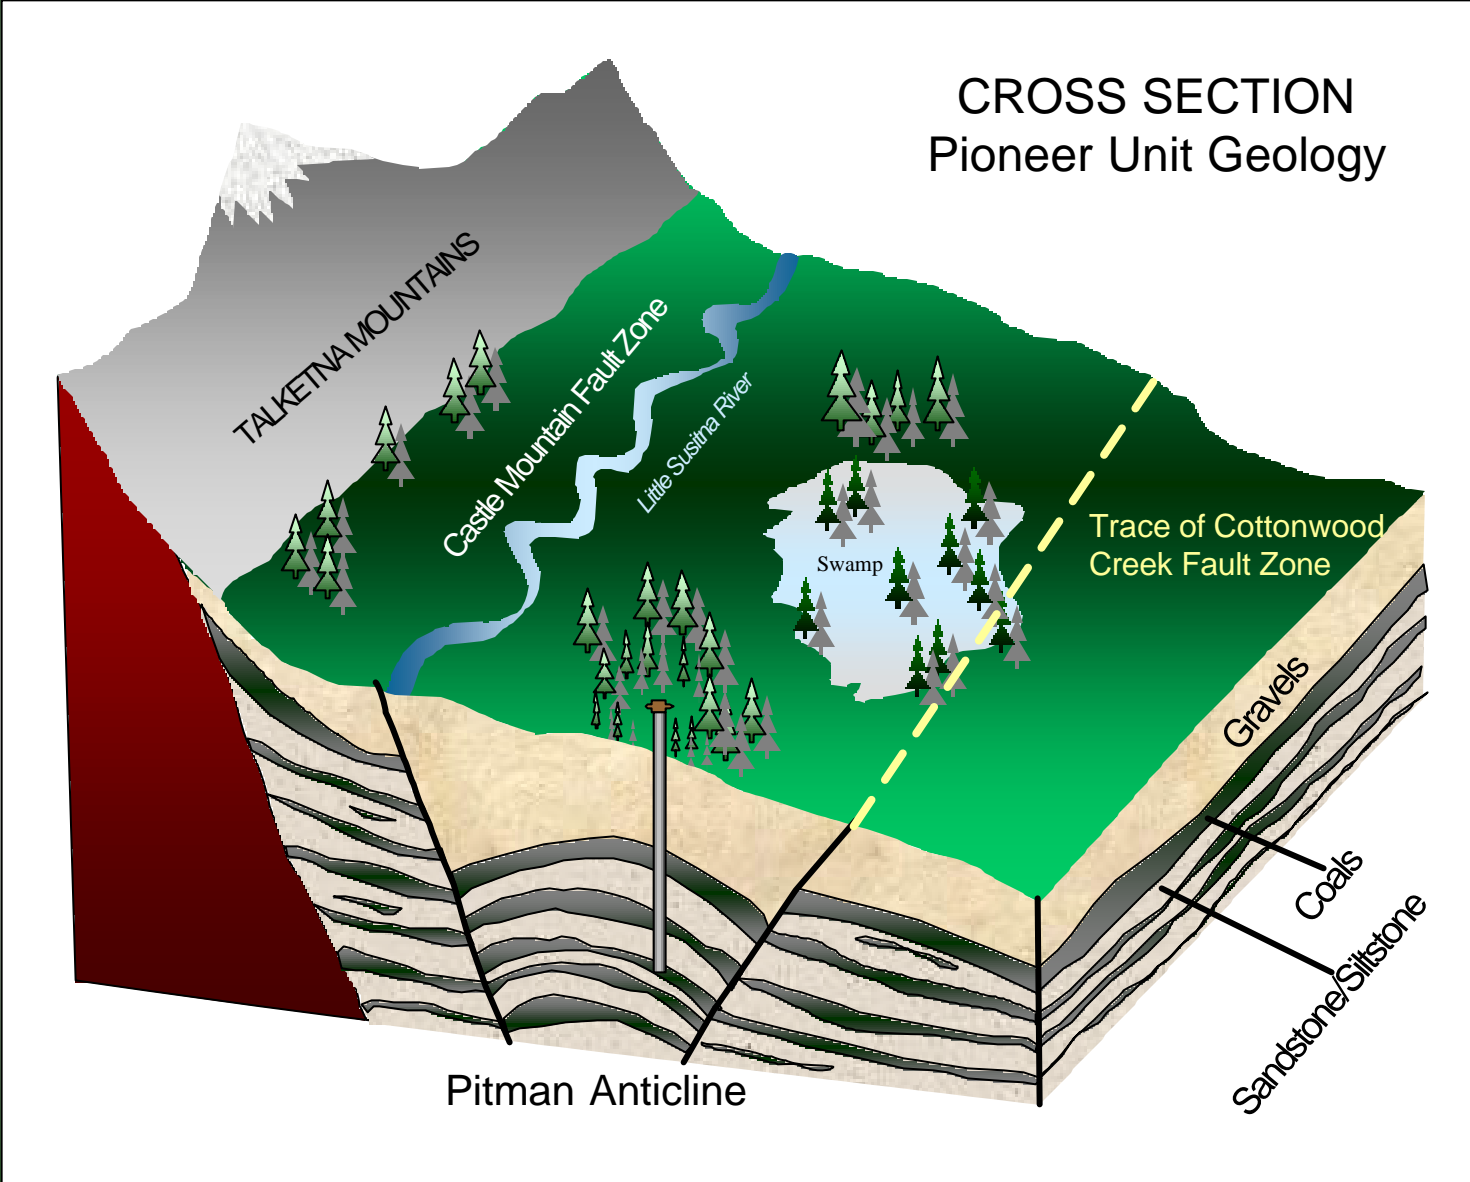 CROSS SECTION
Pioneer Unit Geology
TALKETNA MOUNTAINS
Castle Mountain Fault Zone
Little Susitna River
Swamp
Trace of Cottonwood
Creek Fault Zone
Gravels
Coals
Sandstone/Siltstone
Pitman Anticline